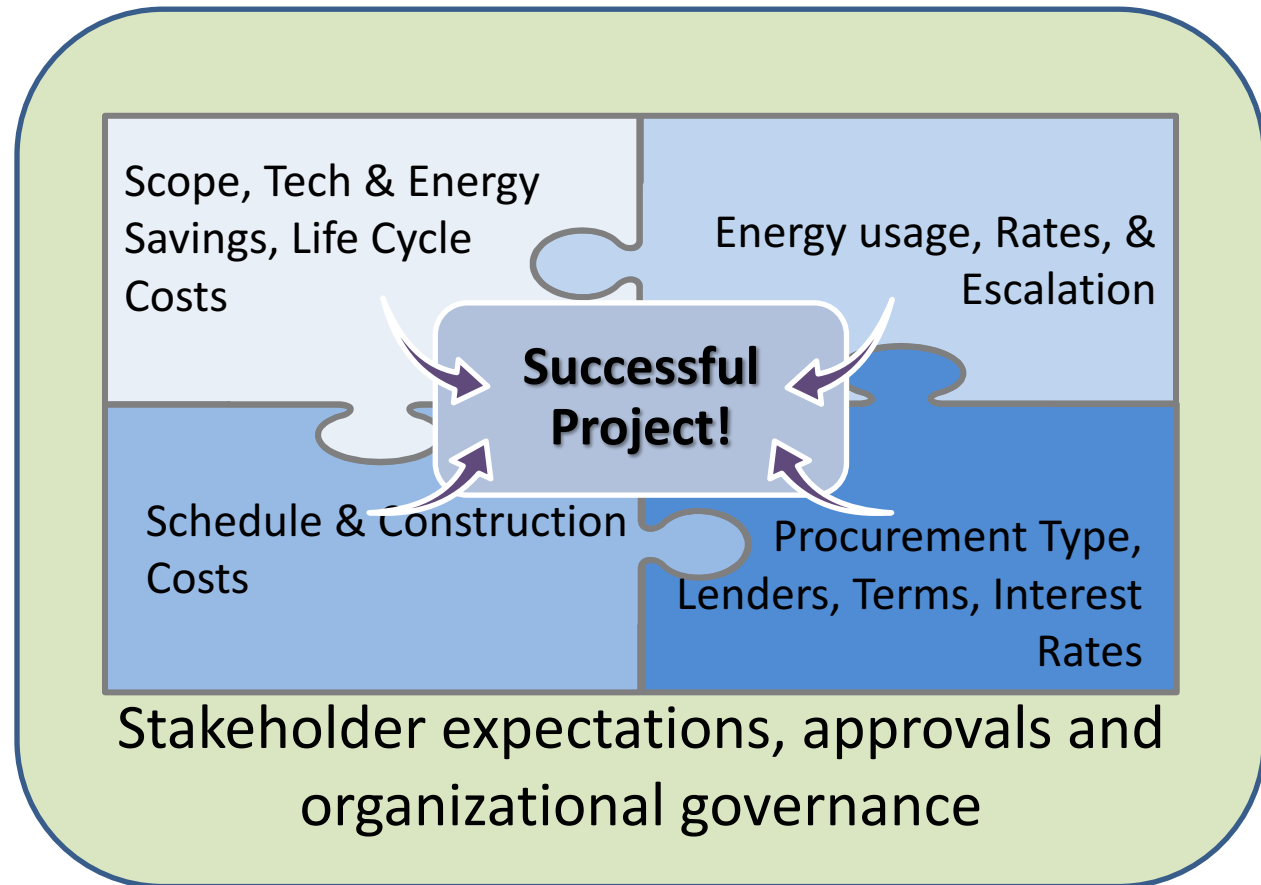 Scope, Tech & Energy
Savings, Life Cycle
Costs
Energy usage, Rates, &
Escalation
Successful
Project!
Schedule & Construction
Costs
Procurement Type,
Lenders, Terms, Interest
Rates
Stakeholder expectations, approvals and
organizational governance